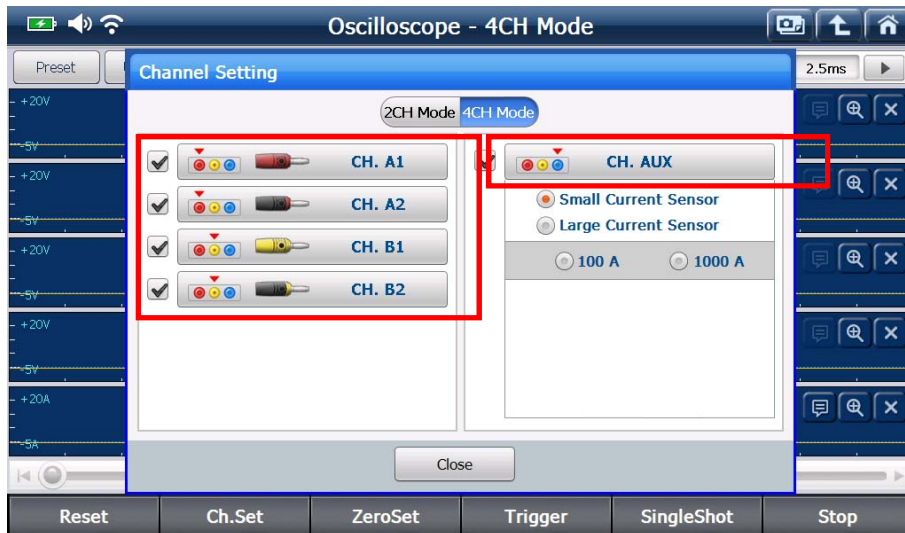 Oscilloscope - 4CH Mode
Preset
2.5ms
Channel Setting
2CH Mode 4CH Mode
+20V
-5V
CH. A1
CH. AUX
+20V
-5V
CH. A2
Small Current Sensor
Large Current Sensor
+20V
-5V
CH. B1
100 A 1000 A
CH. B2
+20V
-5V
+20A
-5A
Close
Reset Ch.Set ZeroSet Trigger SingleShot Stop